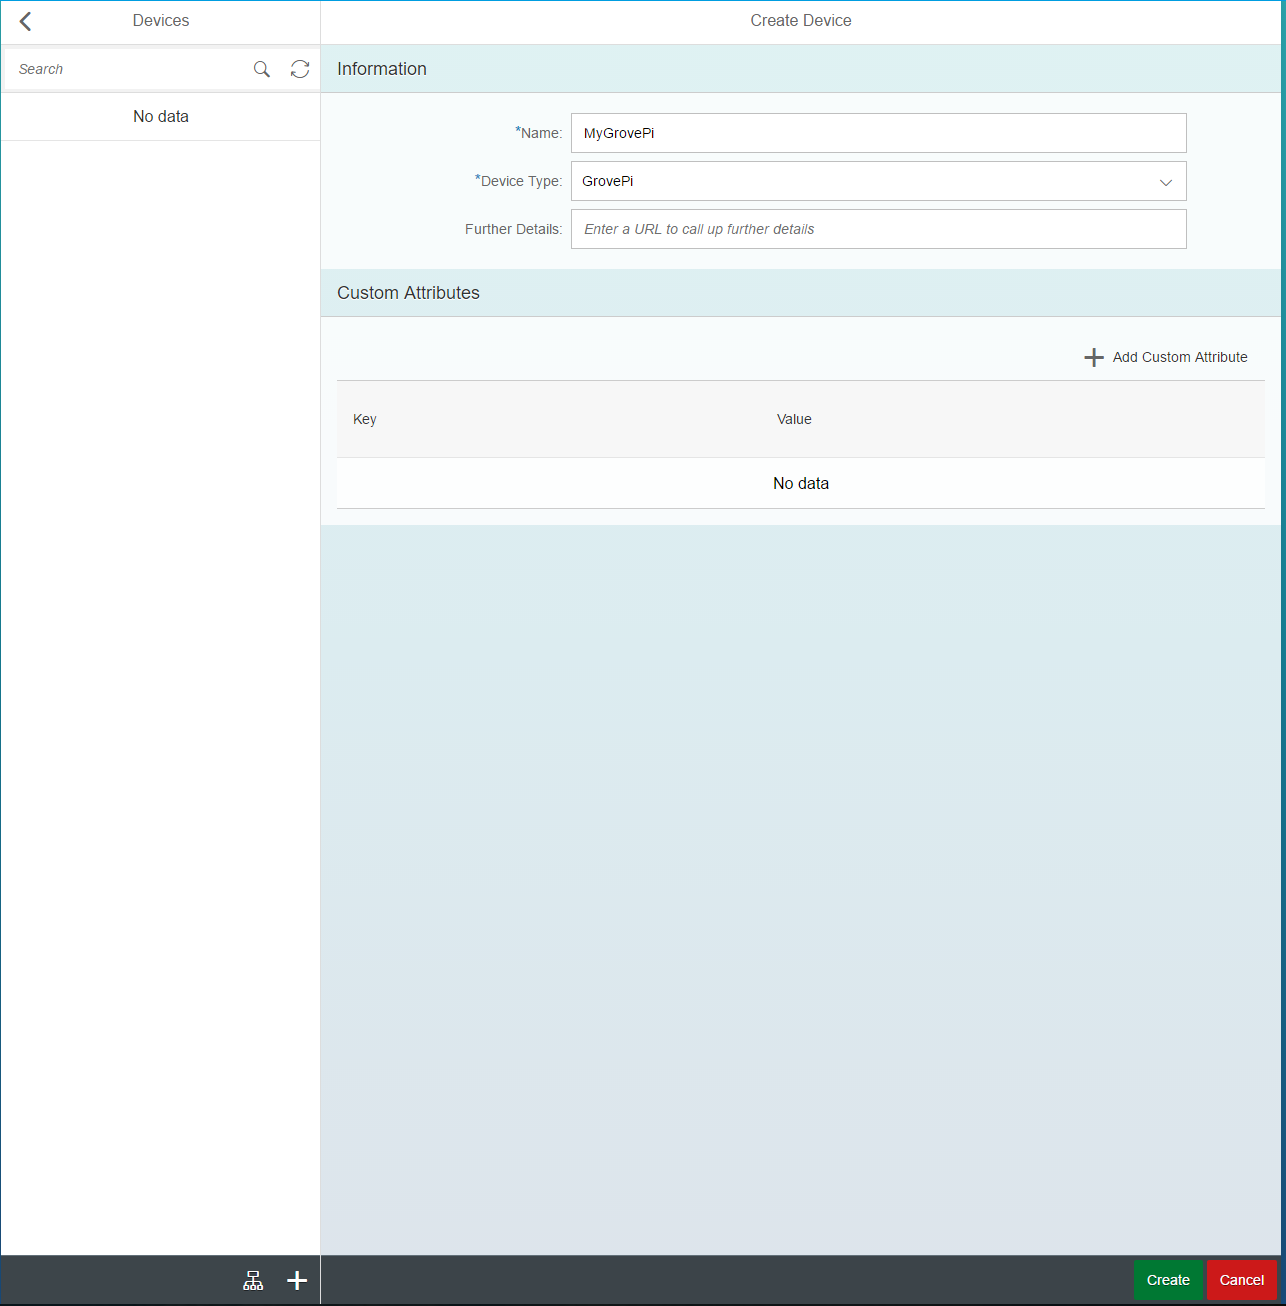 Devices
Create Device
Search
No data
Information
*Name: MyGrovePi
*Device Type: GrovePi
Further Details: Enter a URL to call up further details
Custom Attributes
Add Custom Attribute
Key Value
No data
Create Cancel